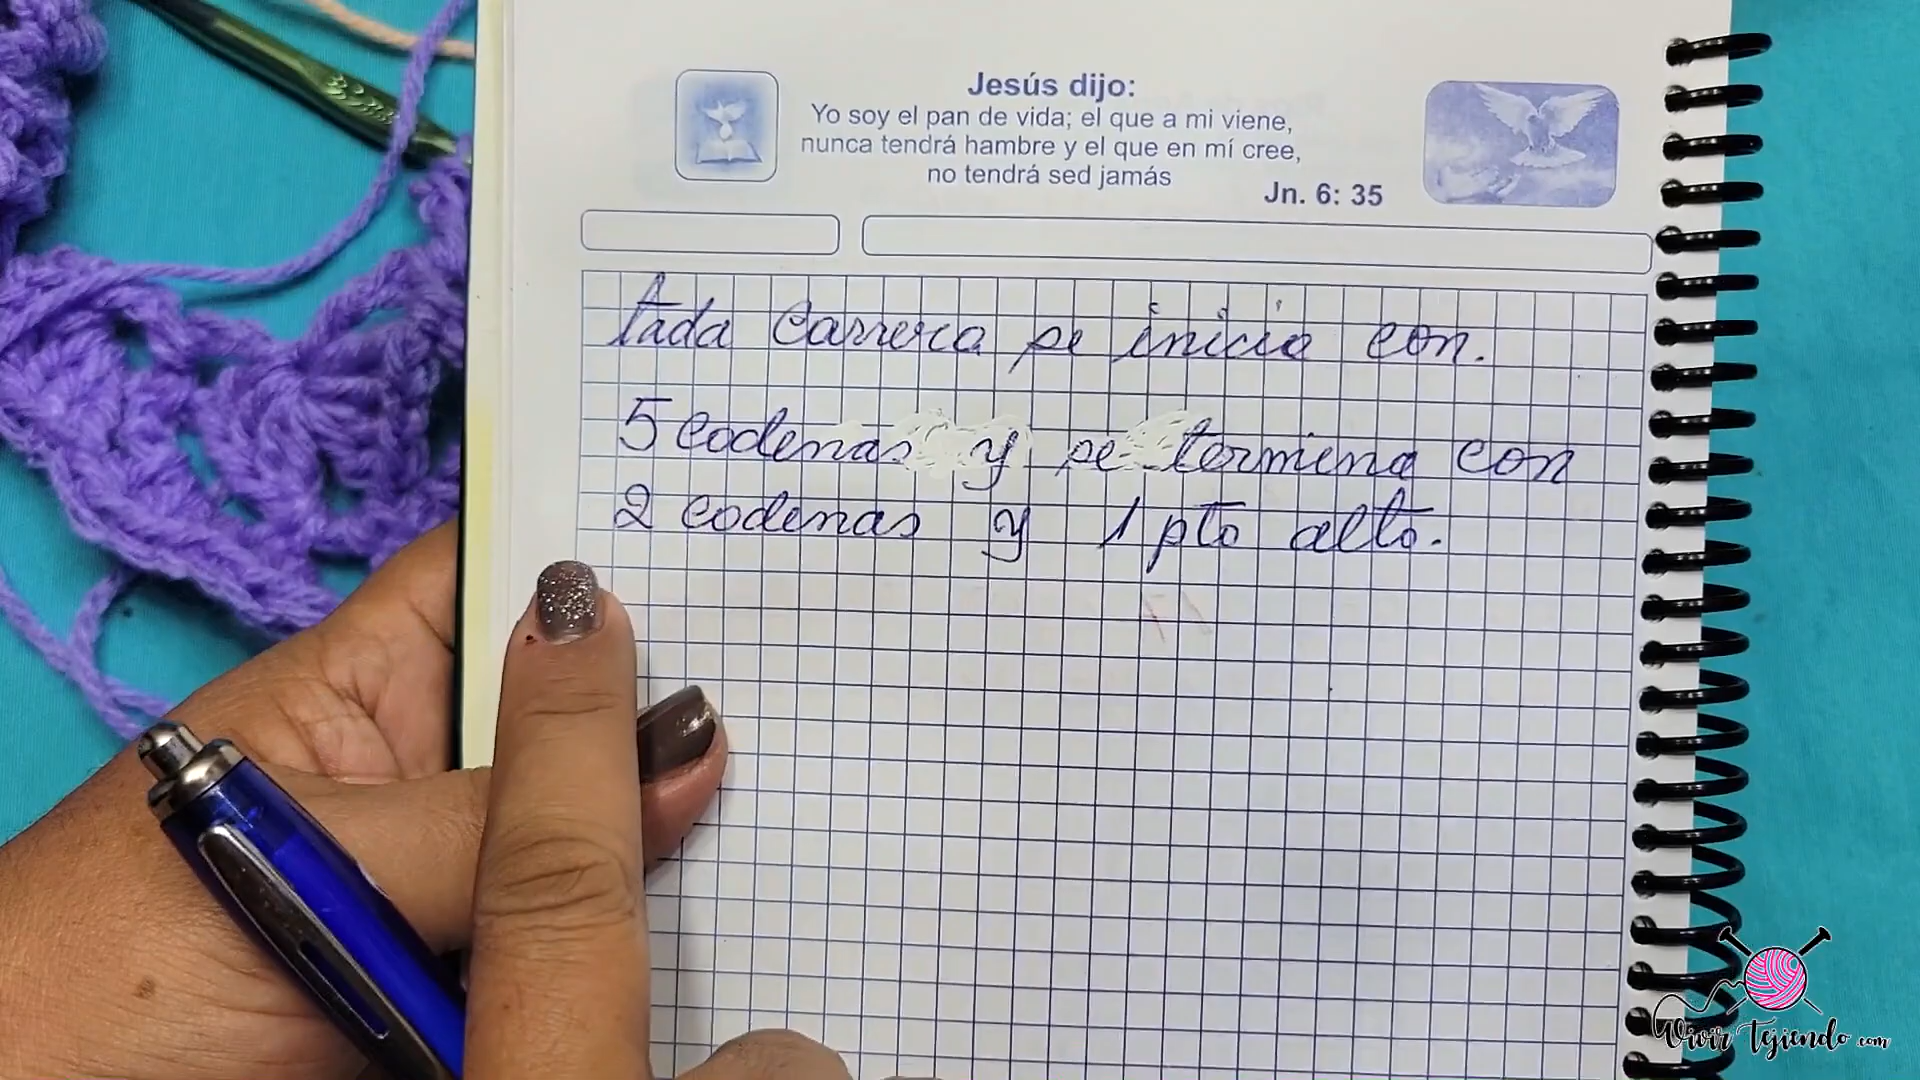 Jesús dijo:
Yo soy el pan de vida; el que a mi viene,
nunca tendrá hambre y el que en mí cree,
no tendrá sed jamás
Jn. 6: 35
Toda carrera se inicia con.
5 cadenas y se termina con
2 cadenas y 1 pto alto.
Vivir Tejiendo .com